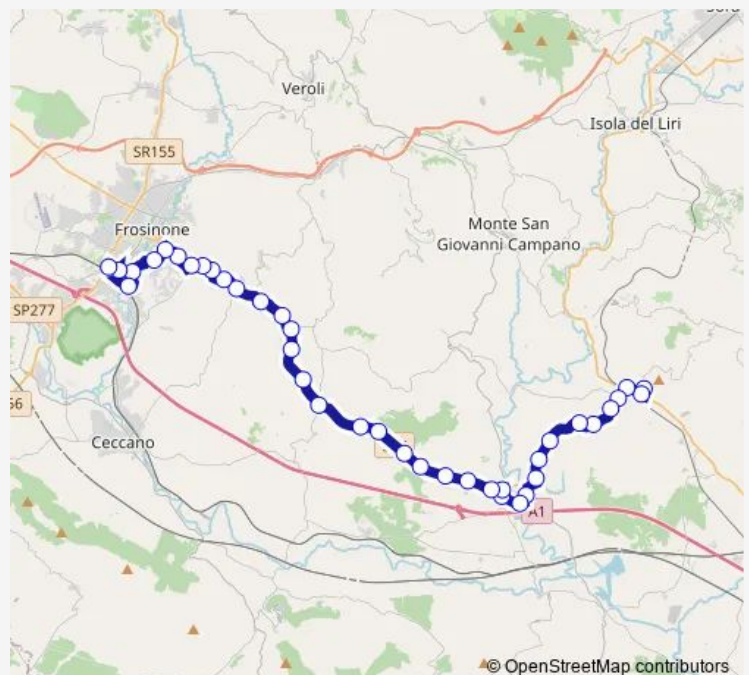 Veroli
Isola del Liri
SR155
Frosinone
Monte San
Giovanni Campano
SP277
Ceccano
A1
© OpenStreetMap contributors